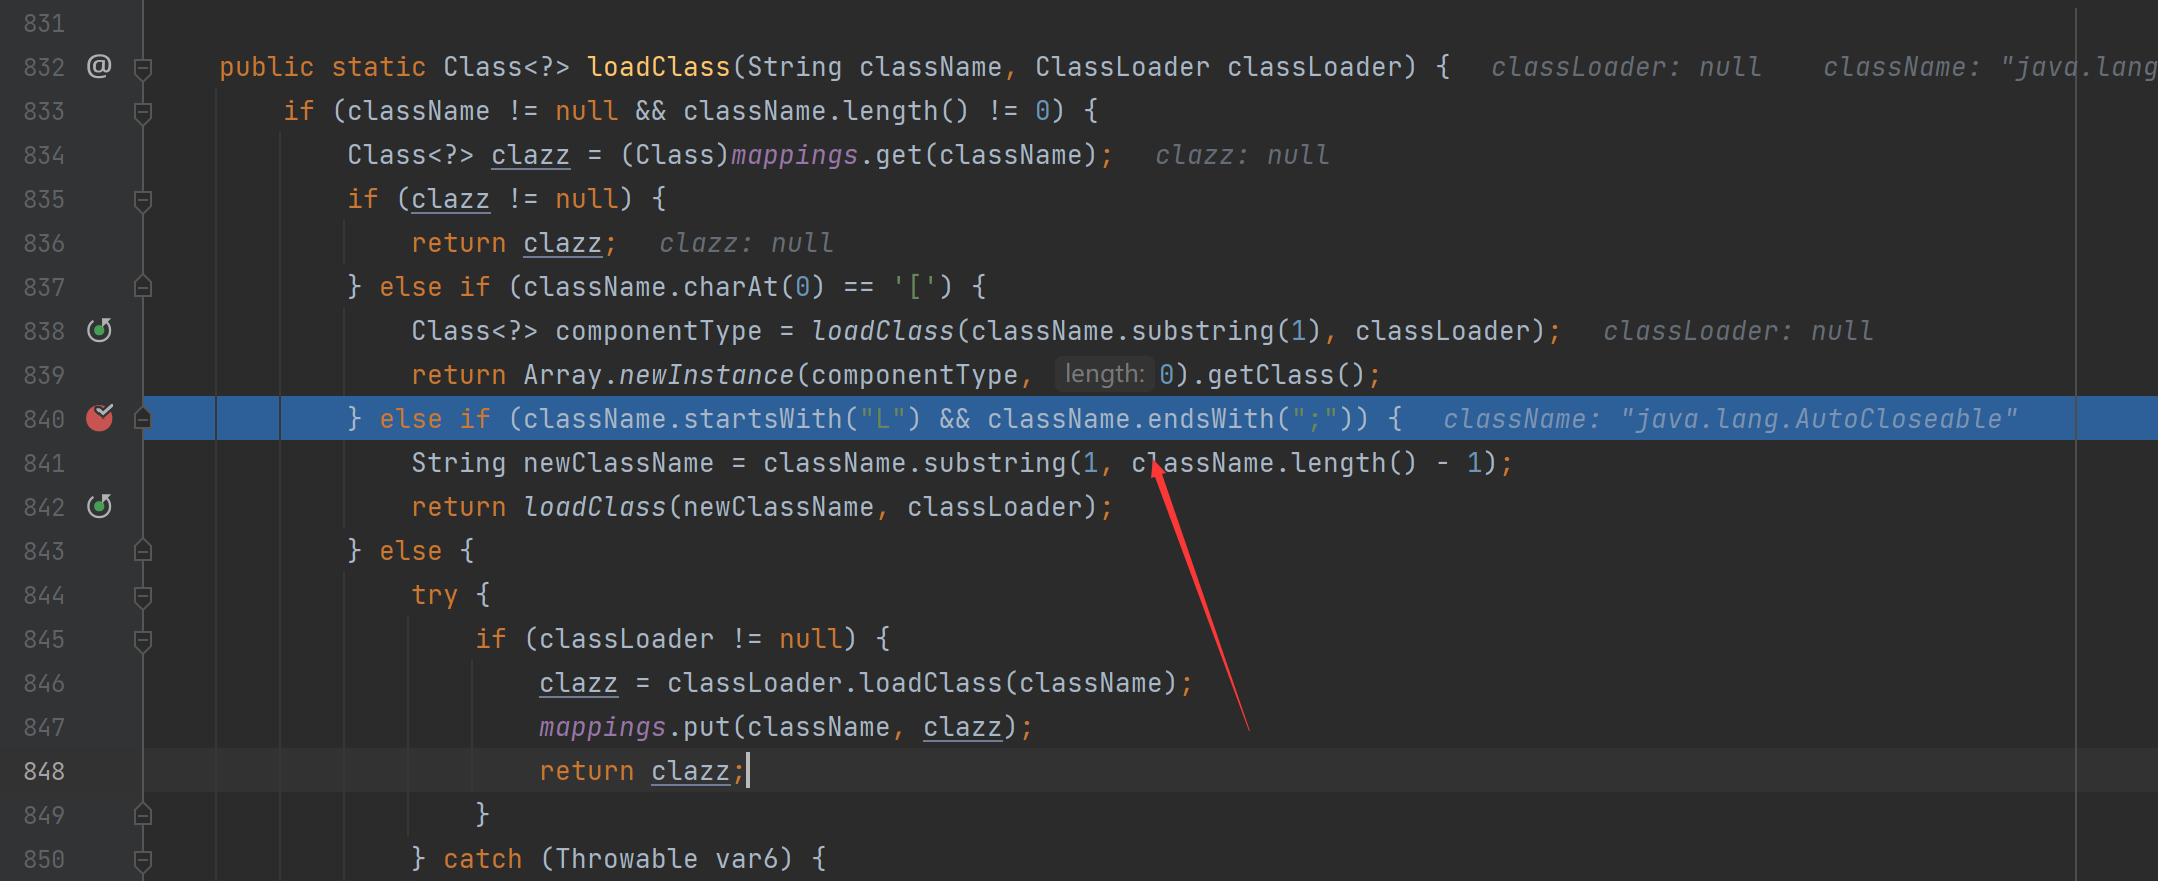 831
832 @ public static Class<?> loadClass(String className, ClassLoader classLoader) { classLoader: null className: "java.lang
833 if (className != null && className.length() != 0) {
834 Class<?> clazz = (Class)mappings.get(className); clazz: null
835 if (clazz != null) {
836 return clazz; clazz: null
837 } else if (className.charAt(0) == '[') {
838 Class<?> componentType = loadClass(className.substring(1), classLoader); classLoader: null
839 return Array.newInstance(componentType, length: 0).getClass();
840 } else if (className.startsWith("L") && className.endsWith(";")) { className: "java.lang.AutoCloseable"
841 String newClassName = className.substring(1, className.length() - 1);
842 return loadClass(newClassName, classLoader);
843 } else {
844 try {
845 if (classLoader != null) {
846 clazz = classLoader.loadClass(className);
847 mappings.put(className, clazz);
848 return clazz;
849 }
850 } catch (Throwable var6) {